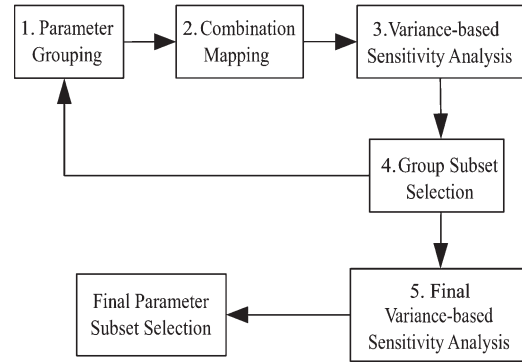 1. Parameter
Grouping
2. Combination
Mapping
3. Variance-based
Sensitivity Analysis
4. Group Subset
Selection
5. Final
Variance-based
Sensitivity Analysis
Final Parameter
Subset Selection